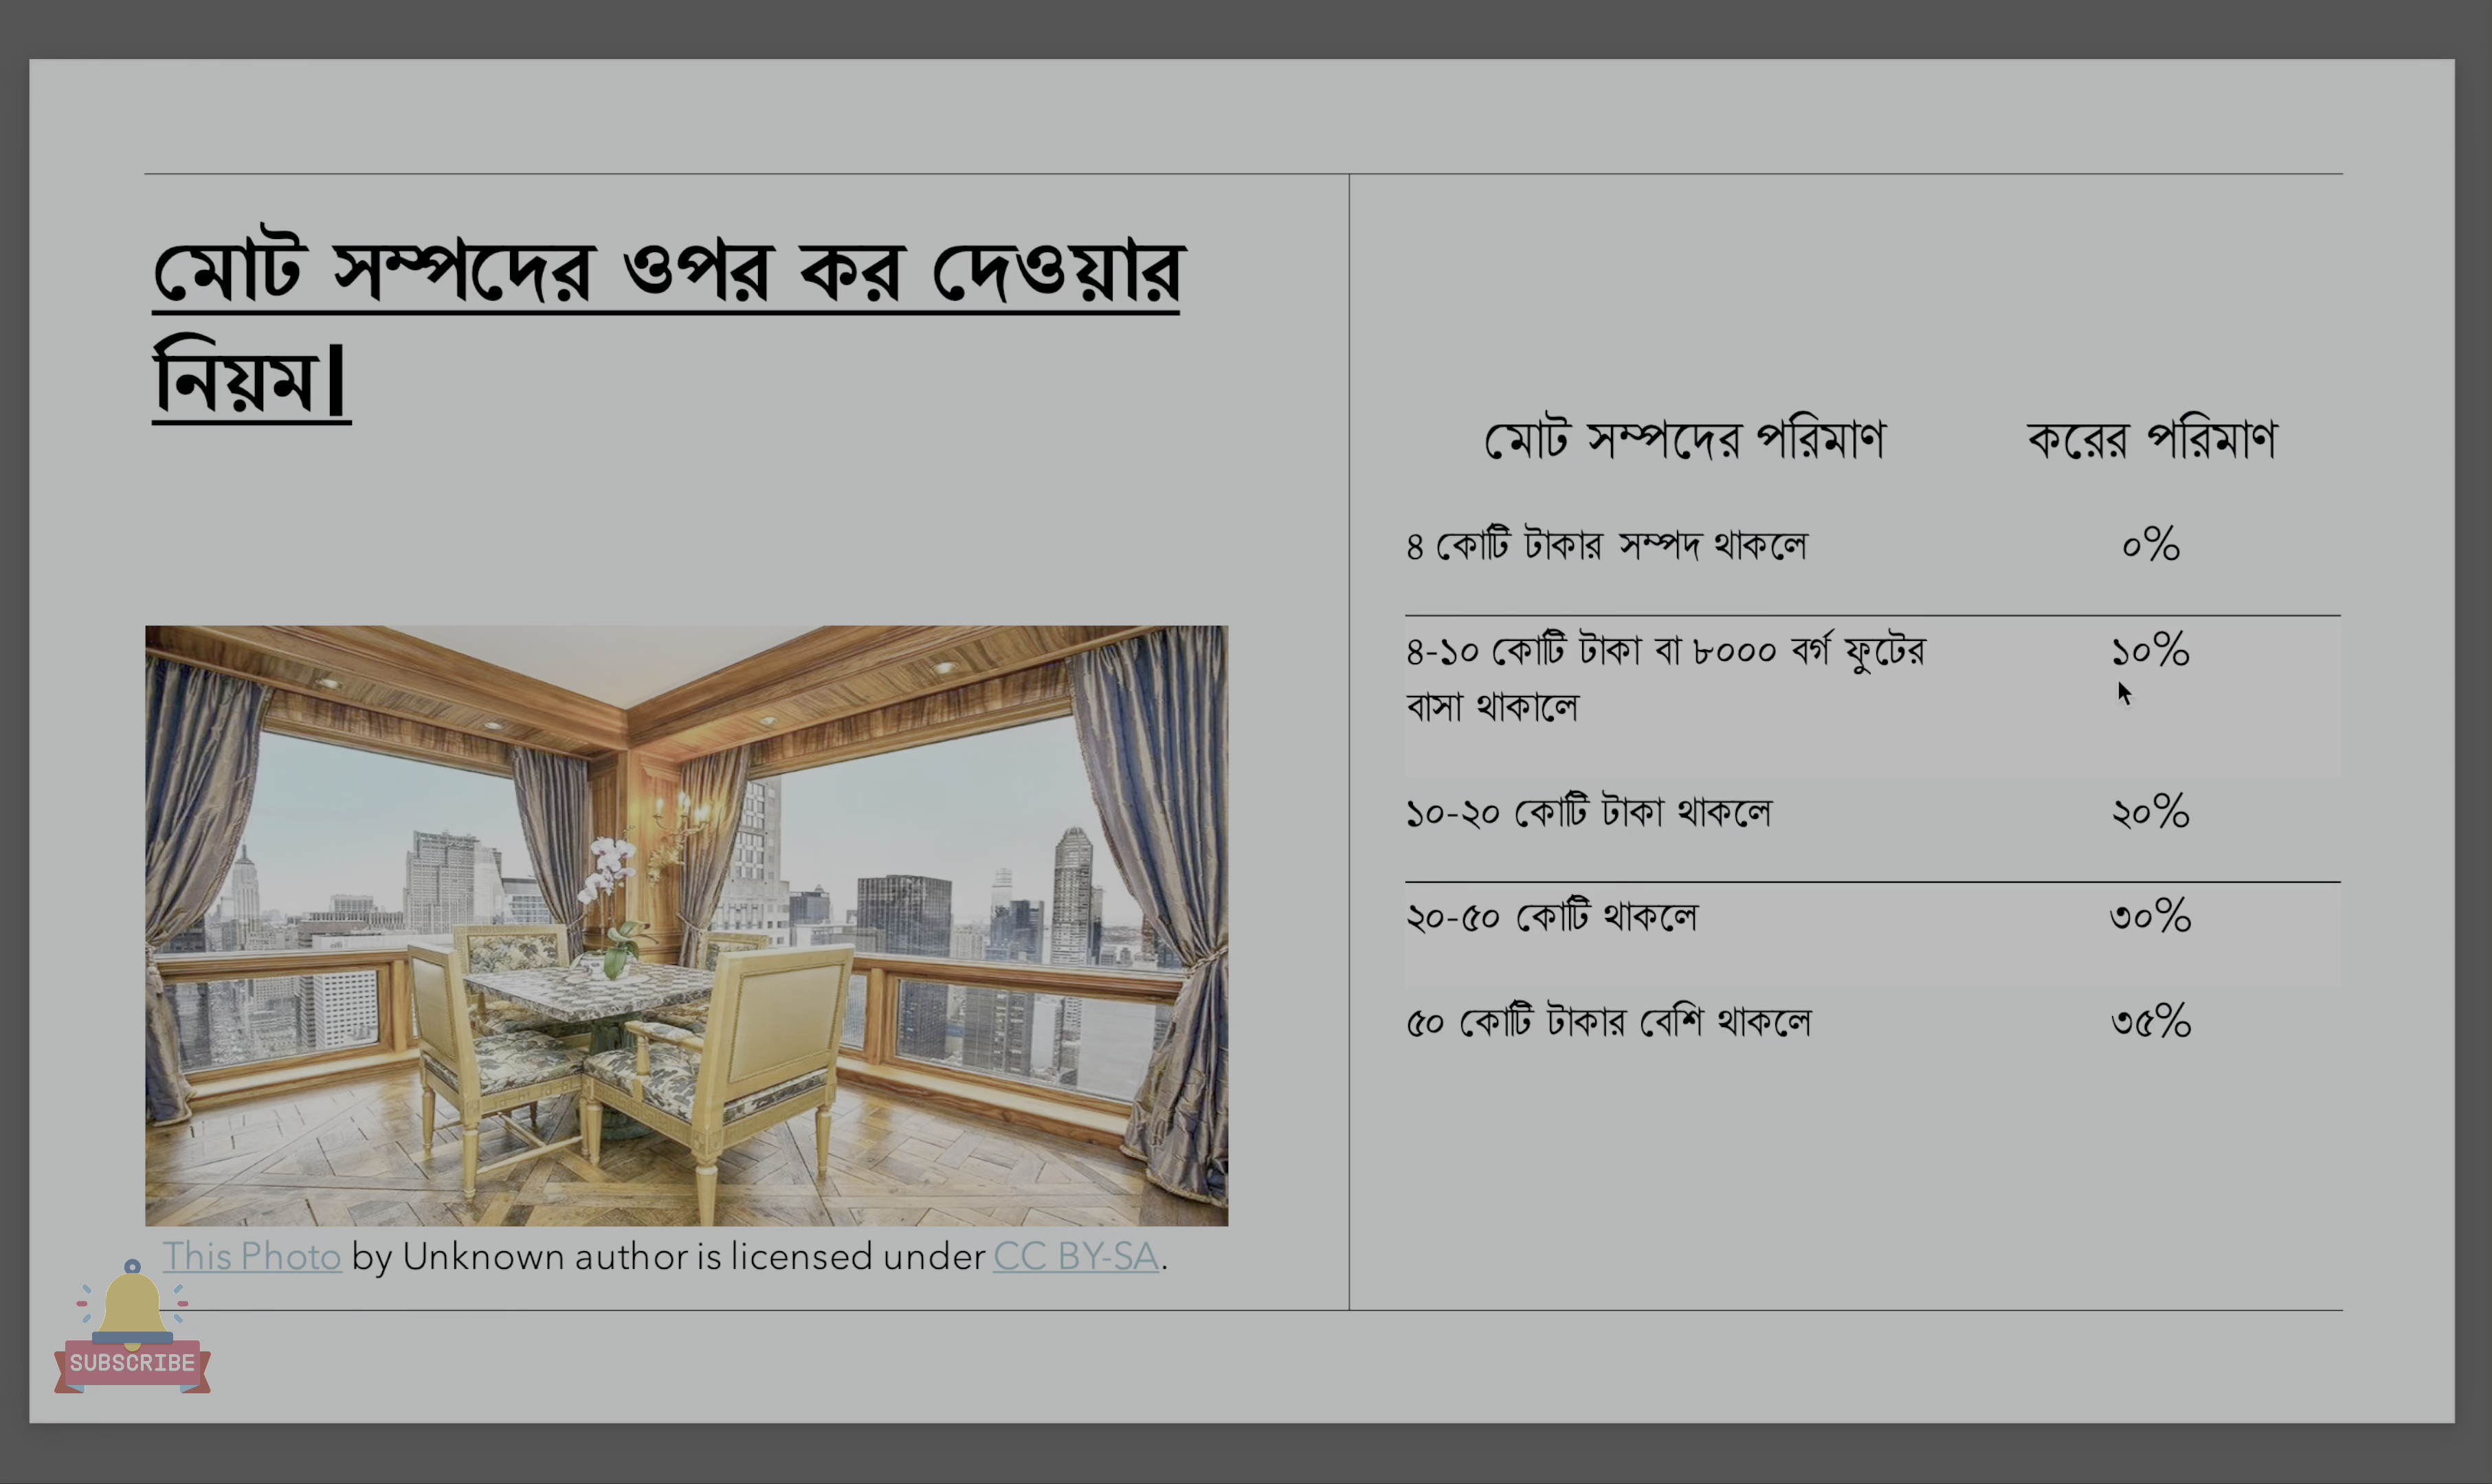 মোট সম্পদের ওপর কর দেওয়ার
নিয়ম।
This Photo by Unknown author is licensed under CC BY-SA.
SUBSCRIBE
মোট সম্পদের পরিমাণ করের পরিমাণ
৪ কোটি টাকার সম্পদ থাকলে ০%
৪-১০ কোটি টাকা বা ৮০০০ বর্গ ফুটের ১০%
বাসা থাকালে
১০-২০ কোটি টাকা থাকলে ২০%
২০-৫০ কোটি থাকলে ৩০%
৫০ কোটি টাকার বেশি থাকলে ৩৫%